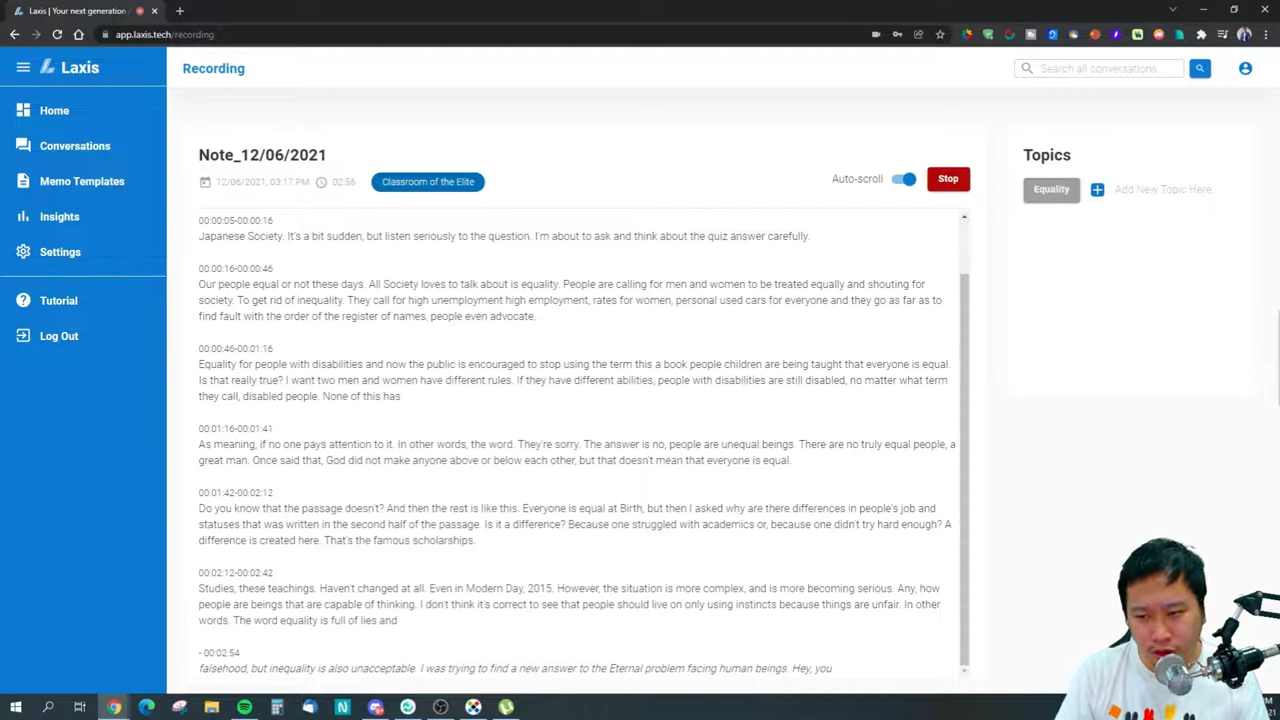 Laxis | Your next generation
app.laxis.tech/recording
Laxis
Recording
Search all conversations...
Home
Conversations
Memo Templates
Insights
Settings
Tutorial
Log Out
Note_12/06/2021
12/06/2021, 03:17.PM
02:56
Classroom of the Elite
Auto-scroll
Stop
Topics
Equality
Add New Topic Here.
00:00:05-00:00:16
Japanese Society. It's a bit sudden, but listen seriously to the question. I'm about to ask and think about the quiz answer carefully.
00:00:16-00:00:46
Our people equal or not these days. All Society loves to talk about is equality. People are calling for men and women to be treated equally and shouting for
society. To get rid of inequality. They call for high unemployment high employment, rates for women, personal used cars for everyone and they go as far as to
find fault with the order of the register of names, people even advocate.
00:00:46-00:01:16
Equality for people with disabilities and now the public is encouraged to stop using the term this a book people children are being taught that everyone is equal.
Is that really true? I want two men and women have different rules. If they have different abilities, people with disabilities are still disabled, no matter what term
they call, disabled people. None of this has
00:01:16-00:01:41
As meaning, if no one pays attention to it. In other words, the word. They're sorry. The answer is no, people are unequal beings. There are no truly equal people, a
great man. Once said that, God did not make anyone above or below each other, but that doesn't mean that everyone is equal.
00:01:42-00:02:12
Do you know that the passage doesn't? And then the rest is like this. Everyone is equal at Birth, but then I asked why are there differences in people's job and
statuses that was written in the second half of the passage. Is it a difference? Because one struggled with academics or, because one didn't try hard enough? A
difference is created here. That's the famous scholarships.
00:02:12-00:02:42
Studies, these teachings. Haven't changed at all. Even in Modern Day, 2015. However, the situation is more complex, and is more becoming serious. Any, how
people are beings that are capable of thinking. I don't think it's correct to see that people should live on only using instincts because things are unfair. In other
words. The word equality is full of lies and
- 00:02:54
falsehood, but inequality is also unacceptable. I was trying to find a new answer to the Eternal problem facing human beings. Hey, you